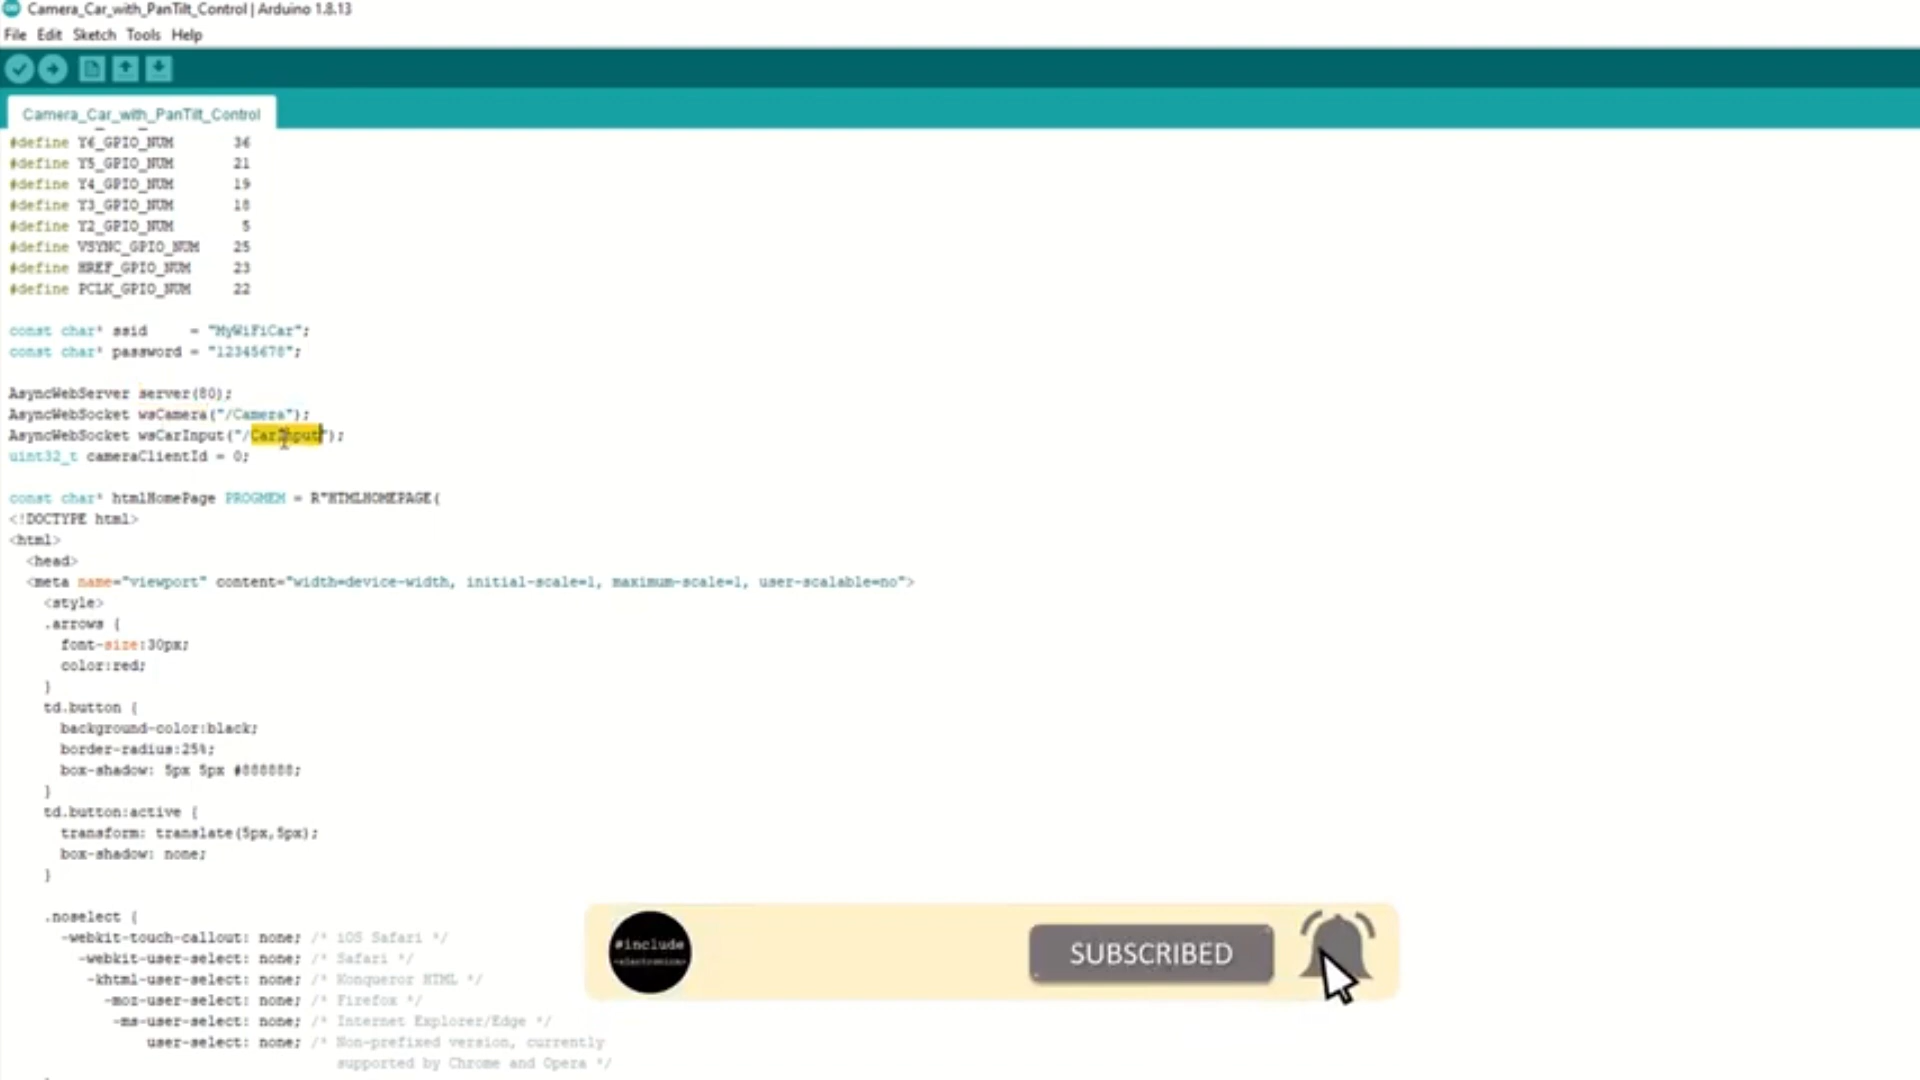 Camera_Car_with_PanTilt_Control | Arduino 1.8.13
File Edit Sketch Tools Help
Camera_Car_with_PanTilt_Control
#define Y6_GPIO_NUM 36
#define Y5_GPIO_NUM 21
#define Y4_GPIO_NUM 19
#define Y3_GPIO_NUM 18
#define Y2_GPIO_NUM 5
#define VSYNC_GPIO_NUM 25
#define HREF_GPIO_NUM 23
#define PCLK_GPIO_NUM 22
const char* ssid = "MyWiFiCar";
const char* password = "12345678";
AsyncWebServer server(80);
AsyncWebSocket wsCamera("/Camera");
AsyncWebSocket wsCarInput("/CarInput");
uint32_t cameraClientId = 0;
const char* htmlHomePage PROGMEM = R"HTMLHOMEPAGE(
<!DOCTYPE html>
<html>
<head>
<meta name="viewport" content="width=device-width, initial-scale=1, maximum-scale=1, user-scalable=no">
<style>
.arrows {
font-size:30px;
color:red;
}
td.button {
background-color:black;
border-radius:25%;
box-shadow: 5px 5px #888888;
}
td.button:active {
transform: translate(5px,5px);
box-shadow: none;
}
.noselect {
-webkit-touch-callout: none; /* iOS Safari */
-webkit-user-select: none; /* Safari */
-khtml-user-select: none; /* Konqueror HTML */
-moz-user-select: none; /* Firefox */
-ms-user-select: none; /* Internet Explorer/Edge */
user-select: none; /* Non-prefixed version, currently
supported by Chrome and Opera */
#include
<electronics>
SUBSCRIBED